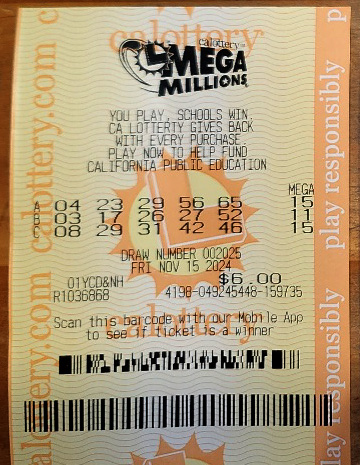 calottery
calottery
MEGA
MILLIONS
YOU PLAY, SCHOOLS WIN
CA LOTTERTY GIVES BACK
WITH EVERY PURCHASE
PLAY NOW TO HELP FUND
CALIFORNIA PUBLIC EDUCATION
MEGA
A 04 23 29 56 65 15
B 03 17 26 27 52 11
C 08 29 31 42 46 15
DRAW NUMBER 002025
FRI NOV 15 2024
01YCD&NH $6.00
R1036868 4198-049245448-159735
calottery
Scan this barcode with our Mobile App
to see if ticket is a winner
calottery.com
calottery.com
play responsibly
play responsibly